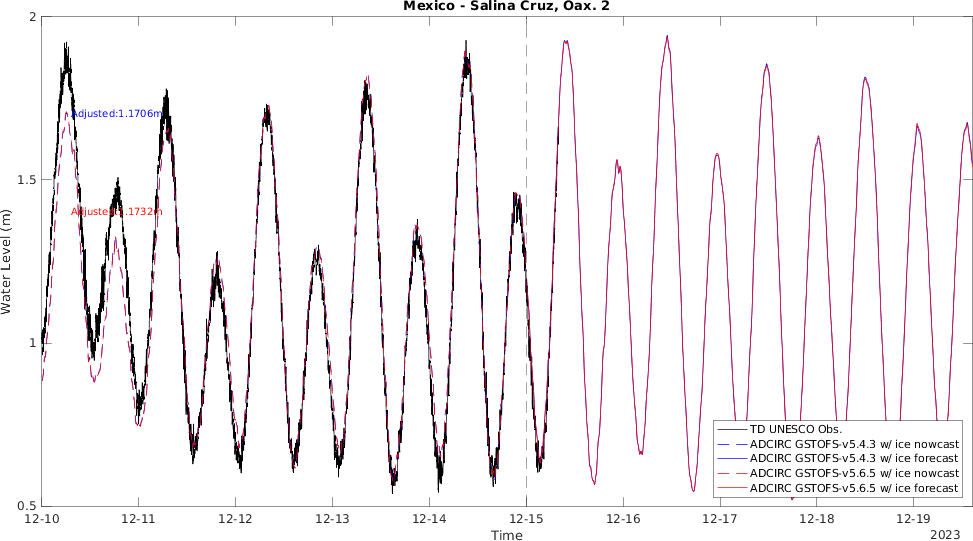 Mexico - Salina Cruz, Oax. 2
2
1.5
1
0.5
Water Level (m)
Adjusted:1.1706m
Adjusted:1.1732m
TD UNESCO Obs.
ADCIRC GSTOFS-v5.4.3 w/ ice nowcast
ADCIRC GSTOFS-v5.4.3 w/ ice forecast
ADCIRC GSTOFS-v5.6.5 w/ ice nowcast
ADCIRC GSTOFS-v5.6.5 w/ ice forecast
12-10 12-11 12-12 12-13 12-14 12-15 12-16 12-17 12-18 12-19
Time
2023